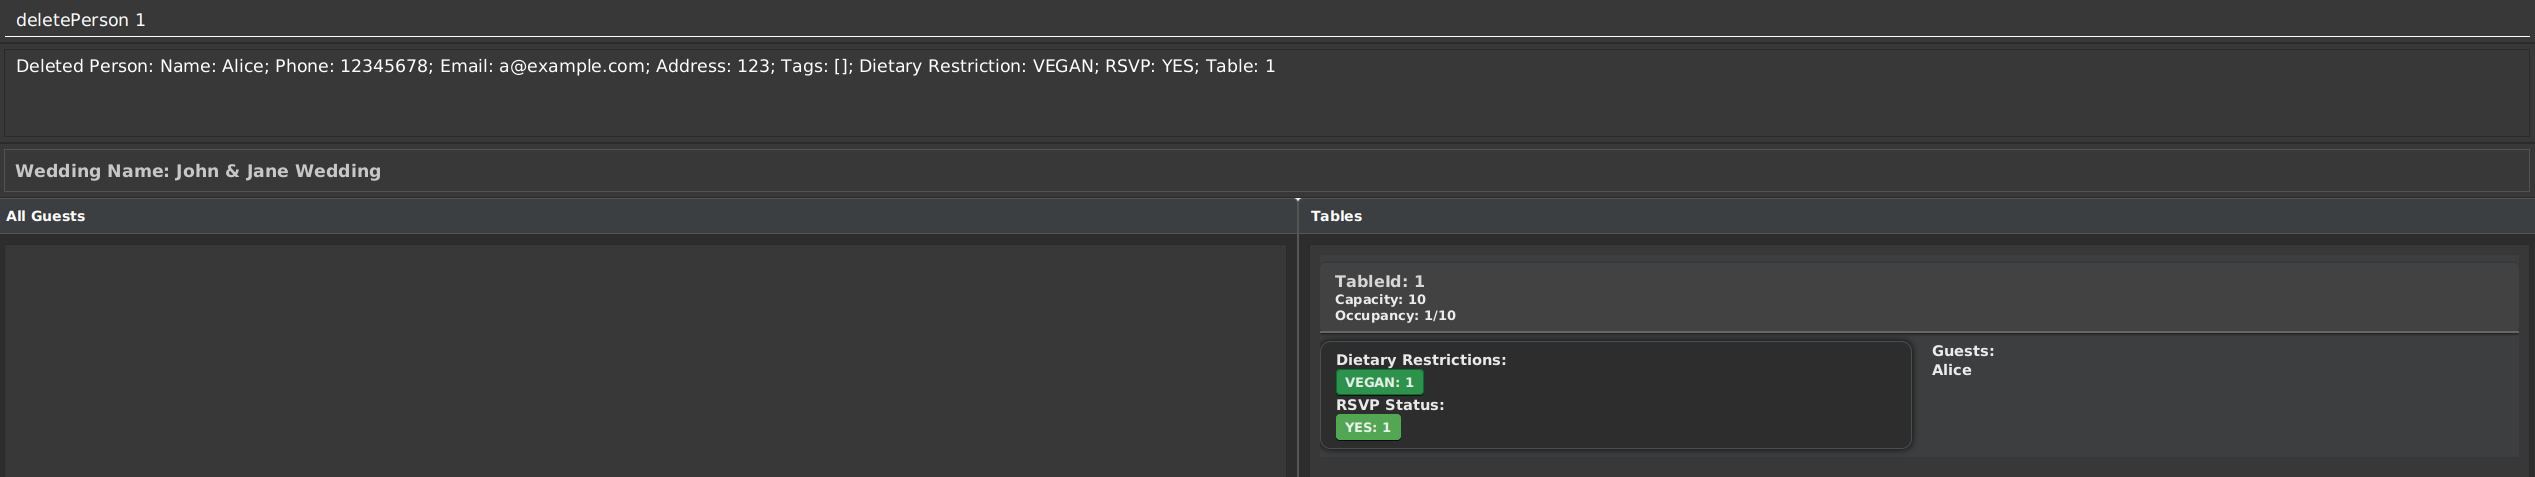 deletePerson 1
Deleted Person: Name: Alice; Phone: 12345678; Email: a@example.com; Address: 123; Tags: []; Dietary Restriction: VEGAN; RSVP: YES; Table: 1
Wedding Name: John & Jane Wedding
All Guests
Tables
TableId: 1
Capacity: 10
Occupancy: 1/10
Dietary Restrictions:
VEGAN: 1
RSVP Status:
YES: 1
Guests:
Alice